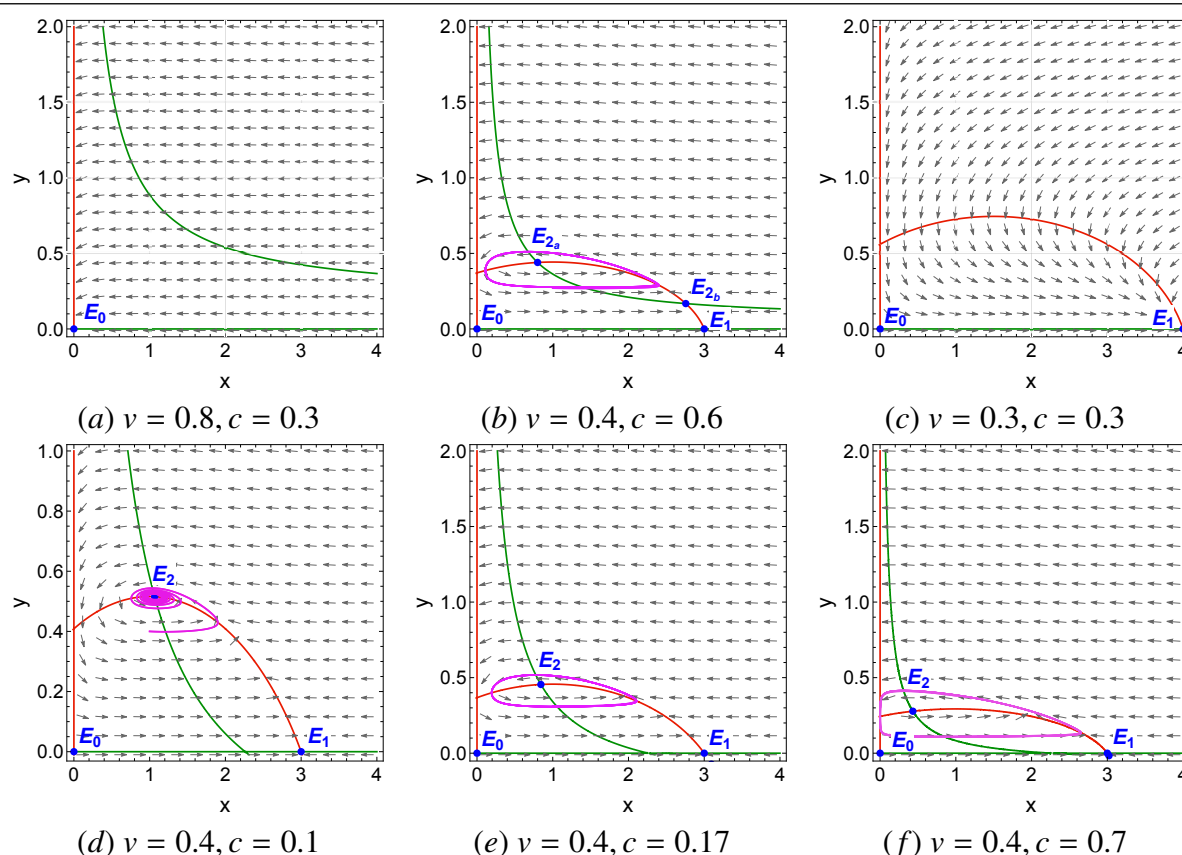 2.0
1.5
1.0
0.5
0.0
y
E0
0 1 2 3 4
x
(a) v = 0.8, c = 0.3
2.0
1.5
1.0
0.5
0.0
y
E2a
E2b
E0
E1
0 1 2 3 4
x
(b) v = 0.4, c = 0.6
2.0
1.5
1.0
0.5
0.0
y
E0
E1
0 1 2 3 4
x
(c) v = 0.3, c = 0.3
1.0
0.8
0.6
0.4
0.2
0.0
y
E2
E0
E1
0 1 2 3 4
x
(d) v = 0.4, c = 0.1
2.0
1.5
1.0
0.5
0.0
y
E2
E0
E1
0 1 2 3 4
x
(e) v = 0.4, c = 0.17
2.0
1.5
1.0
0.5
0.0
y
E2
E0
E1
0 1 2 3 4
x
(f) v = 0.4, c = 0.7